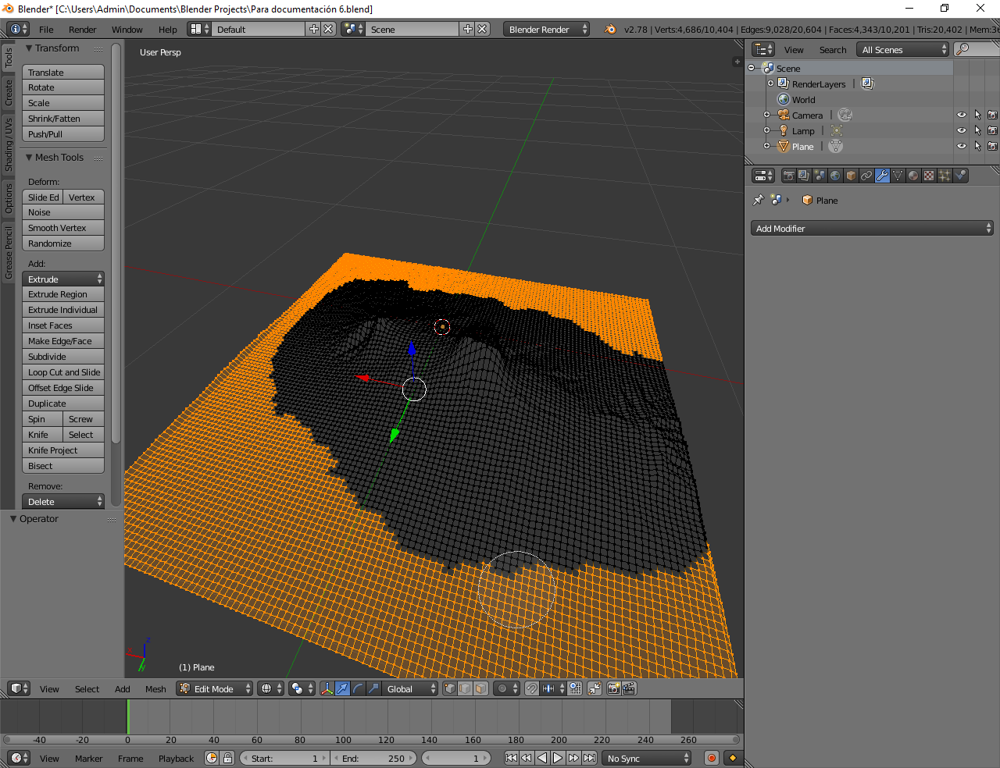 Blender* [C:\Users\Admin\Documents\Blender Projects\Para documentación 6.blend]
File Render Window Help Default Scene Blender Render v2.78 | Verts:4,686/10,404 | Edges:9,028/20,604 | Faces:4,343/10,201 | Tris:20,402 | Mem:3
Tools
Create
Shading / UVs
Options
Grease Pencil
Transform
Translate
Rotate
Scale
Shrink/Fatten
Push/Pull
Mesh Tools
Deform:
Slide Ed Vertex
Noise
Smooth Vertex
Randomize
Add:
Extrude
Extrude Region
Extrude Individual
Inset Faces
Make Edge/Face
Subdivide
Loop Cut and Slide
Offset Edge Slide
Duplicate
Spin Screw
Knife Select
Knife Project
Bisect
Remove:
Delete
Operator
User Persp
z
x
y
(1) Plane
View Select Add Mesh Edit Mode Global
-40 -20 0 20 40 60 80 100 120 140 160 180 200 220 240 260
View Marker Frame Playback Start: 1 End: 250 1 No Sync
View Search All Scenes
Scene
RenderLayers |
World
Camera |
Lamp |
Plane |
Plane
Add Modifier